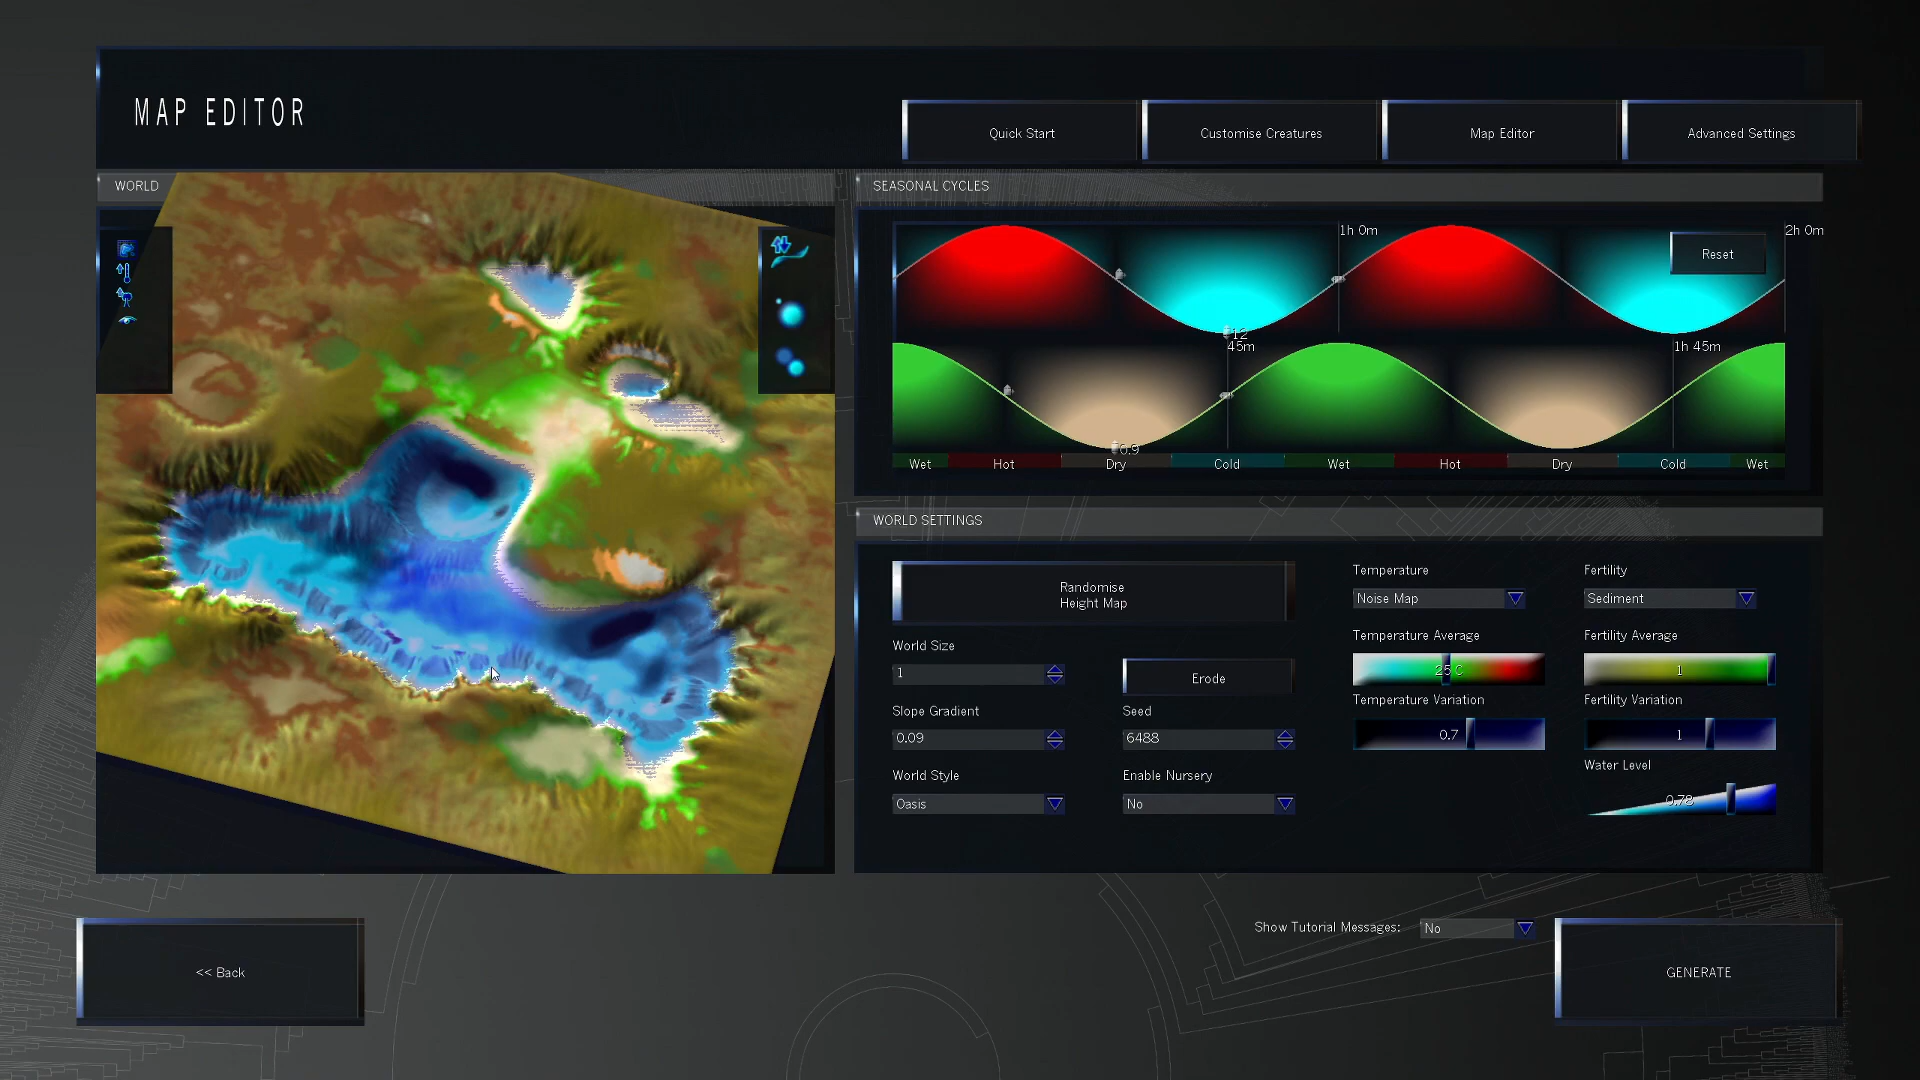 MAP EDITOR
Quick Start
Customise Creatures
Map Editor
Advanced Settings
WORLD
SEASONAL CYCLES
1h 0m
2h 0m
Reset
12
45m
1h 45m
0.9
Wet Hot Dry Cold Wet Hot Dry Cold Wet
WORLD SETTINGS
Randomise
Height Map
World Size
1
Erode
Slope Gradient
0.09
Seed
6488
World Style
Oasis
Enable Nursery
No
Temperature
Noise Map
Temperature Average
25 C
Temperature Variation
0.7
Fertility
Sediment
Fertility Average
1
Fertility Variation
1
Water Level
0.78
<< Back
Show Tutorial Messages:
No
GENERATE